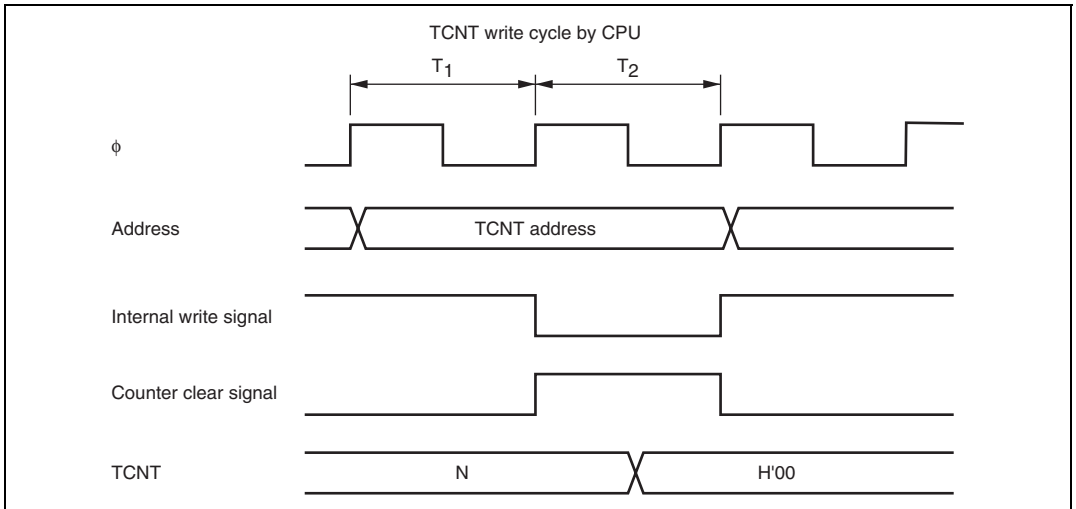 TCNT write cycle by CPU
T1 T2
ϕ
Address TCNT address
Internal write signal
Counter clear signal
TCNT N H'00